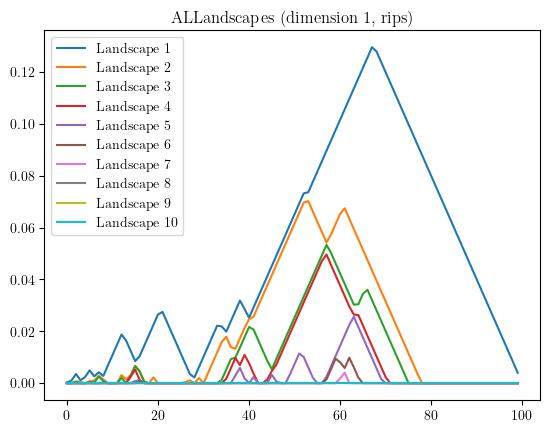 ALLandscapes (dimension 1, rips)
Landscape 1
Landscape 2
Landscape 3
Landscape 4
Landscape 5
Landscape 6
Landscape 7
Landscape 8
Landscape 9
Landscape 10
0.12
0.10
0.08
0.06
0.04
0.02
0.00
0 20 40 60 80 100